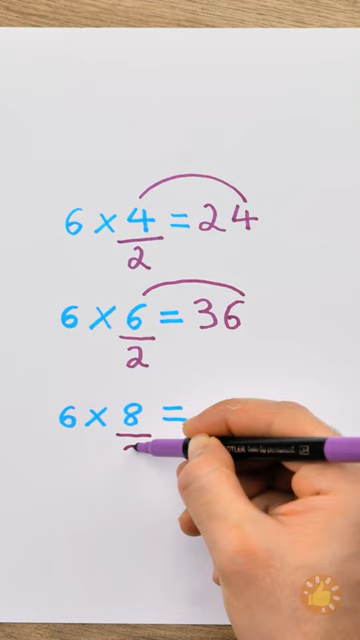 6 × 4 = 24
2
6 × 6 = 36
2
6 × 8 =